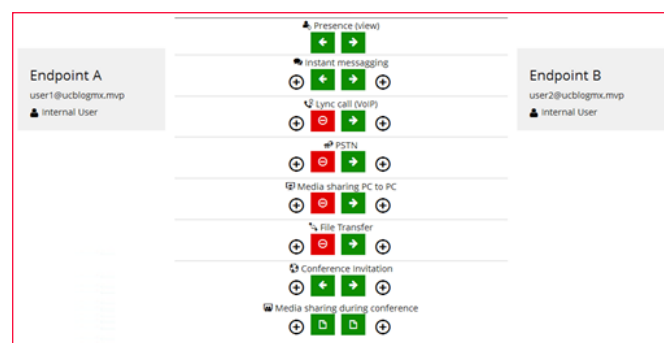 Presence (view)
Instant messagging
Endpoint A
user1@ucblogmx.mvp
Internal User
Endpoint B
user2@ucblogmx.mvp
Internal User
Lync call (VoIP)
PSTN
Media sharing PC to PC
File Transfer
Conference Invitation
Media sharing during conference